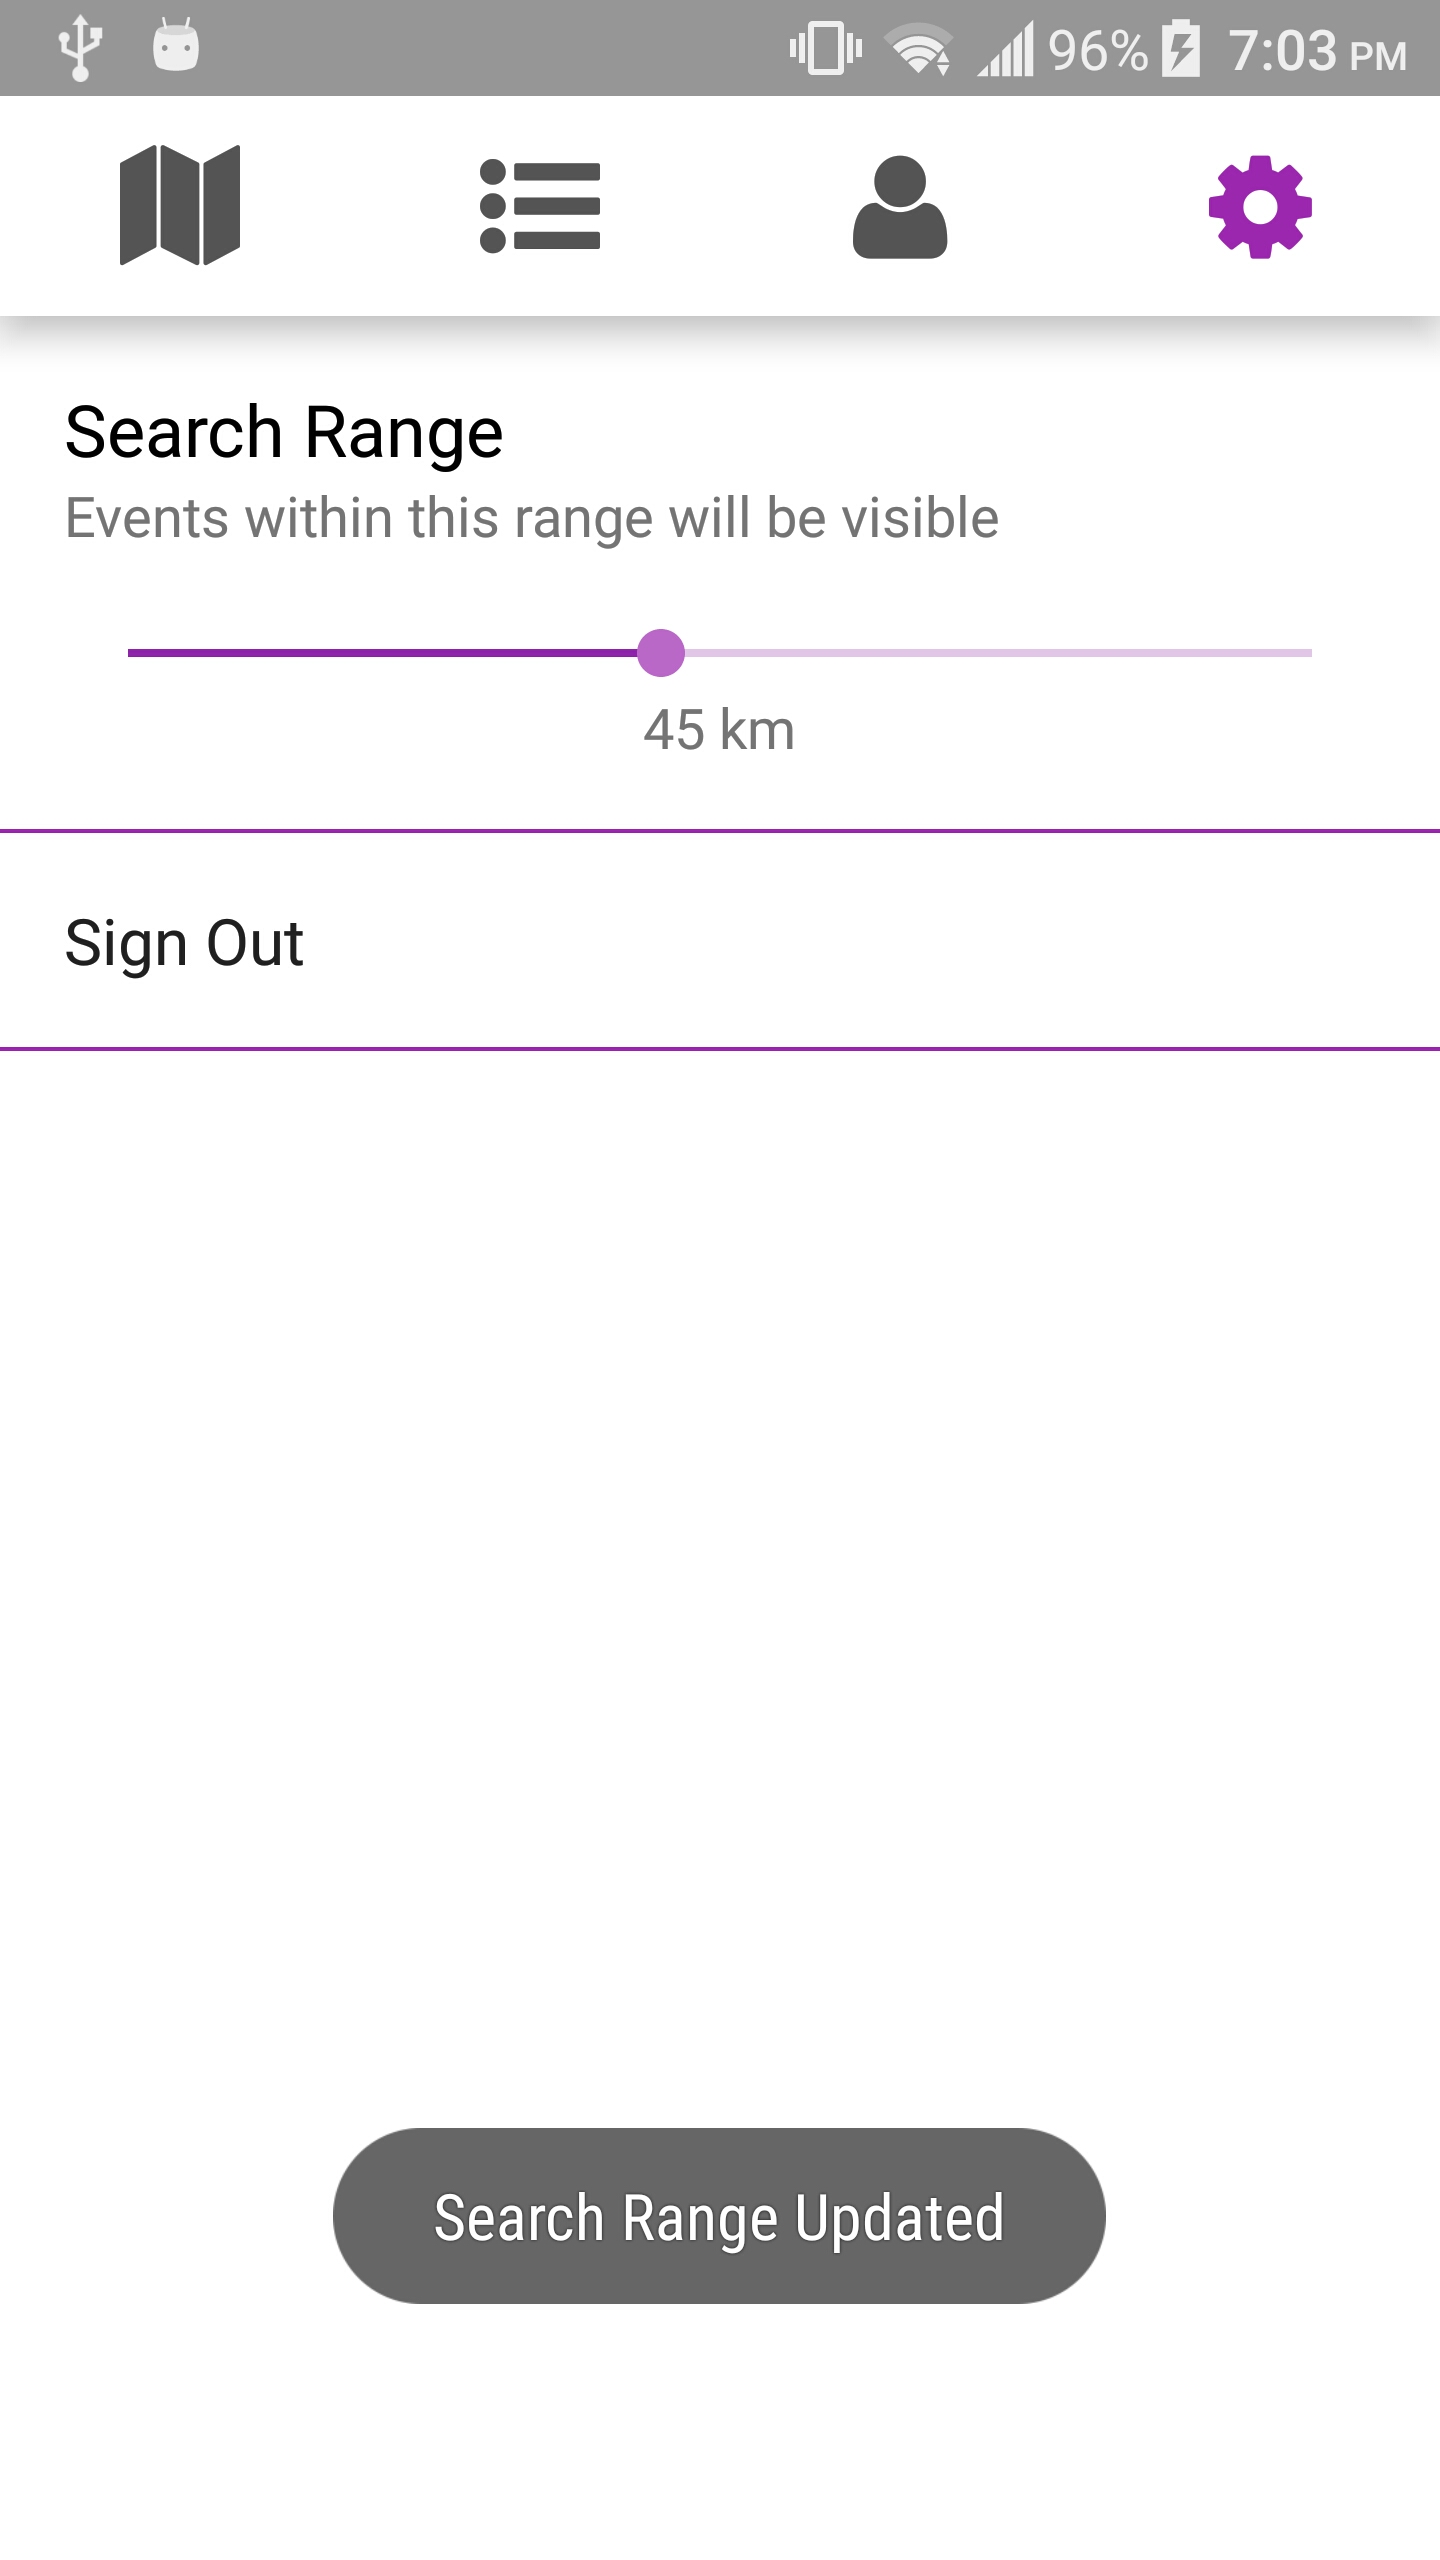 96% 7:03 PM
Search Range
Events within this range will be visible
45 km
Sign Out
Search Range Updated